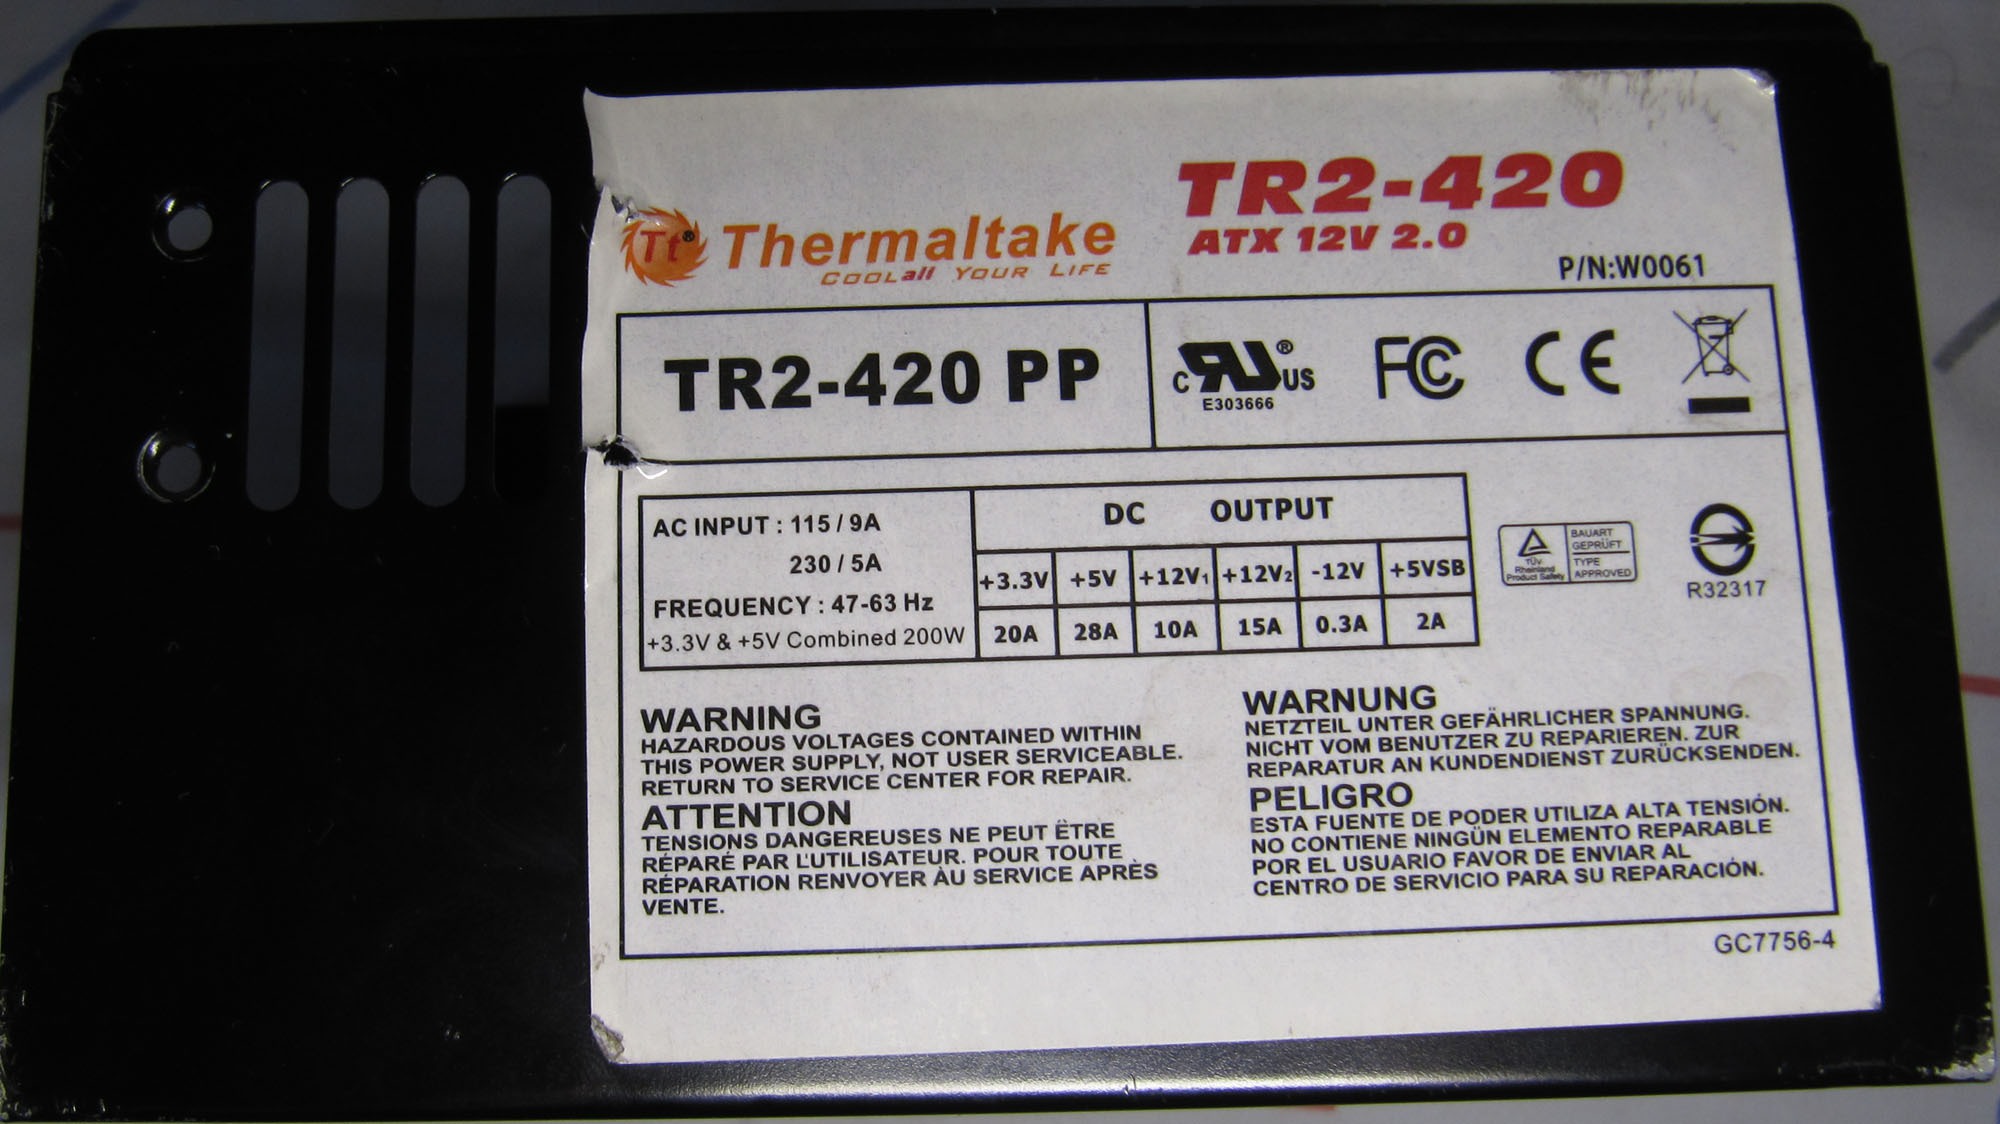 Tt®
Thermaltake
COOLall YOUR LIFE
TR2-420
ATX 12V 2.0
P/N:W0061
TR2-420 PP
C RU® US
E303666
FC
CE
AC INPUT : 115 / 9A
230 / 5A
FREQUENCY : 47-63 Hz
+3.3V & +5V Combined 200W
DC OUTPUT
+3.3V +5V +12V1 +12V2 -12V +5VSB
20A 28A 10A 15A 0.3A 2A
TÜV
Rheinland
Product Safety
BAUART
GEPRÜFT
TYPE
APPROVED
R32317
WARNING
HAZARDOUS VOLTAGES CONTAINED WITHIN
THIS POWER SUPPLY, NOT USER SERVICEABLE.
RETURN TO SERVICE CENTER FOR REPAIR.
ATTENTION
TENSIONS DANGEREUSES NE PEUT ËTRE
RÉPARÉ PAR L'UTILISATEUR. POUR TOUTE
RÉPARATION RENVOYER ÀU SERVICE APRÈS
VENTE.
WARNUNG
NETZTEIL UNTER GEFÄHRLICHER SPANNUNG.
NICHT VOM BENUTZER ZU REPARIEREN. ZUR
REPARATUR AN KUNDENDIENST ZURÜCKSENDEN.
PELIGRO
ESTA FUENTE DE PODER UTILIZA ALTA TENSIÓN.
NO CONTIENE NINGÜN ELEMENTO REPARABLE
POR EL USUARIO FAVOR DE ENVIAR AL
CENTRO DE SERVICIO PARA SU REPARACIÓN.
GC7756-4